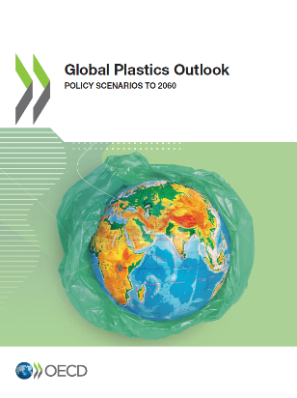 Global Plastics Outlook
POLICY SCENARIOS TO 2060
OECD